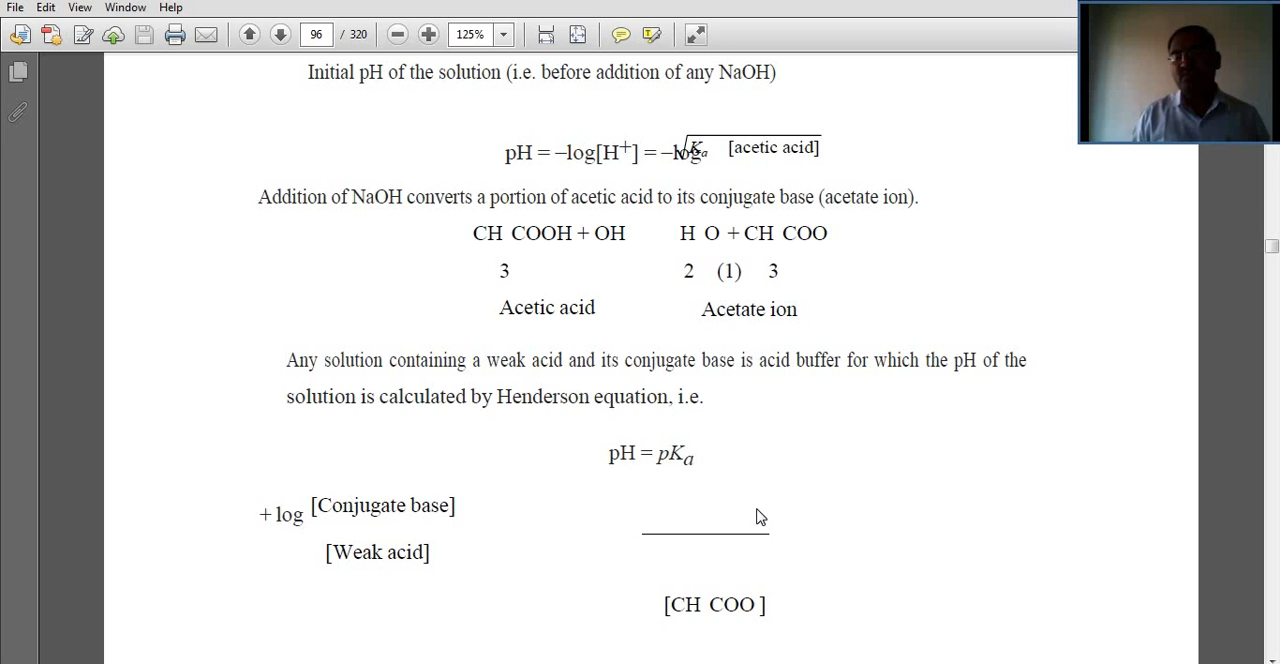 File Edit View Window Help
96 / 320 125%
Initial pH of the solution (i.e. before addition of any NaOH)
pH = –log[H+] = –log√Ka [acetic acid]
Addition of NaOH converts a portion of acetic acid to its conjugate base (acetate ion).
CH COOH + OH H O + CH COO
3 2 (1) 3
Acetic acid Acetate ion
Any solution containing a weak acid and its conjugate base is acid buffer for which the pH of the
solution is calculated by Henderson equation, i.e.
pH = pKa
+ log [Conjugate base]
[Weak acid]
[CH COO ]